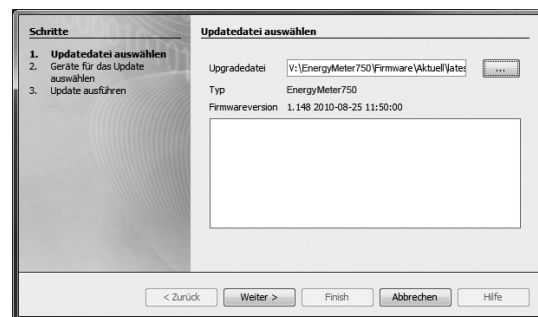 Schritte
1. Updatedatei auswählen
2. Geräte für das Update
auswählen
3. Update ausführen
Updatedatei auswählen
Upgradedatei V:\EnergyMeter750\Firmware\Aktuell\lates ...
Typ EnergyMeter750
Firmwareversion 1.148 2010-08-25 11:50:00
< Zurück Weiter > Finish Abbrechen Hilfe